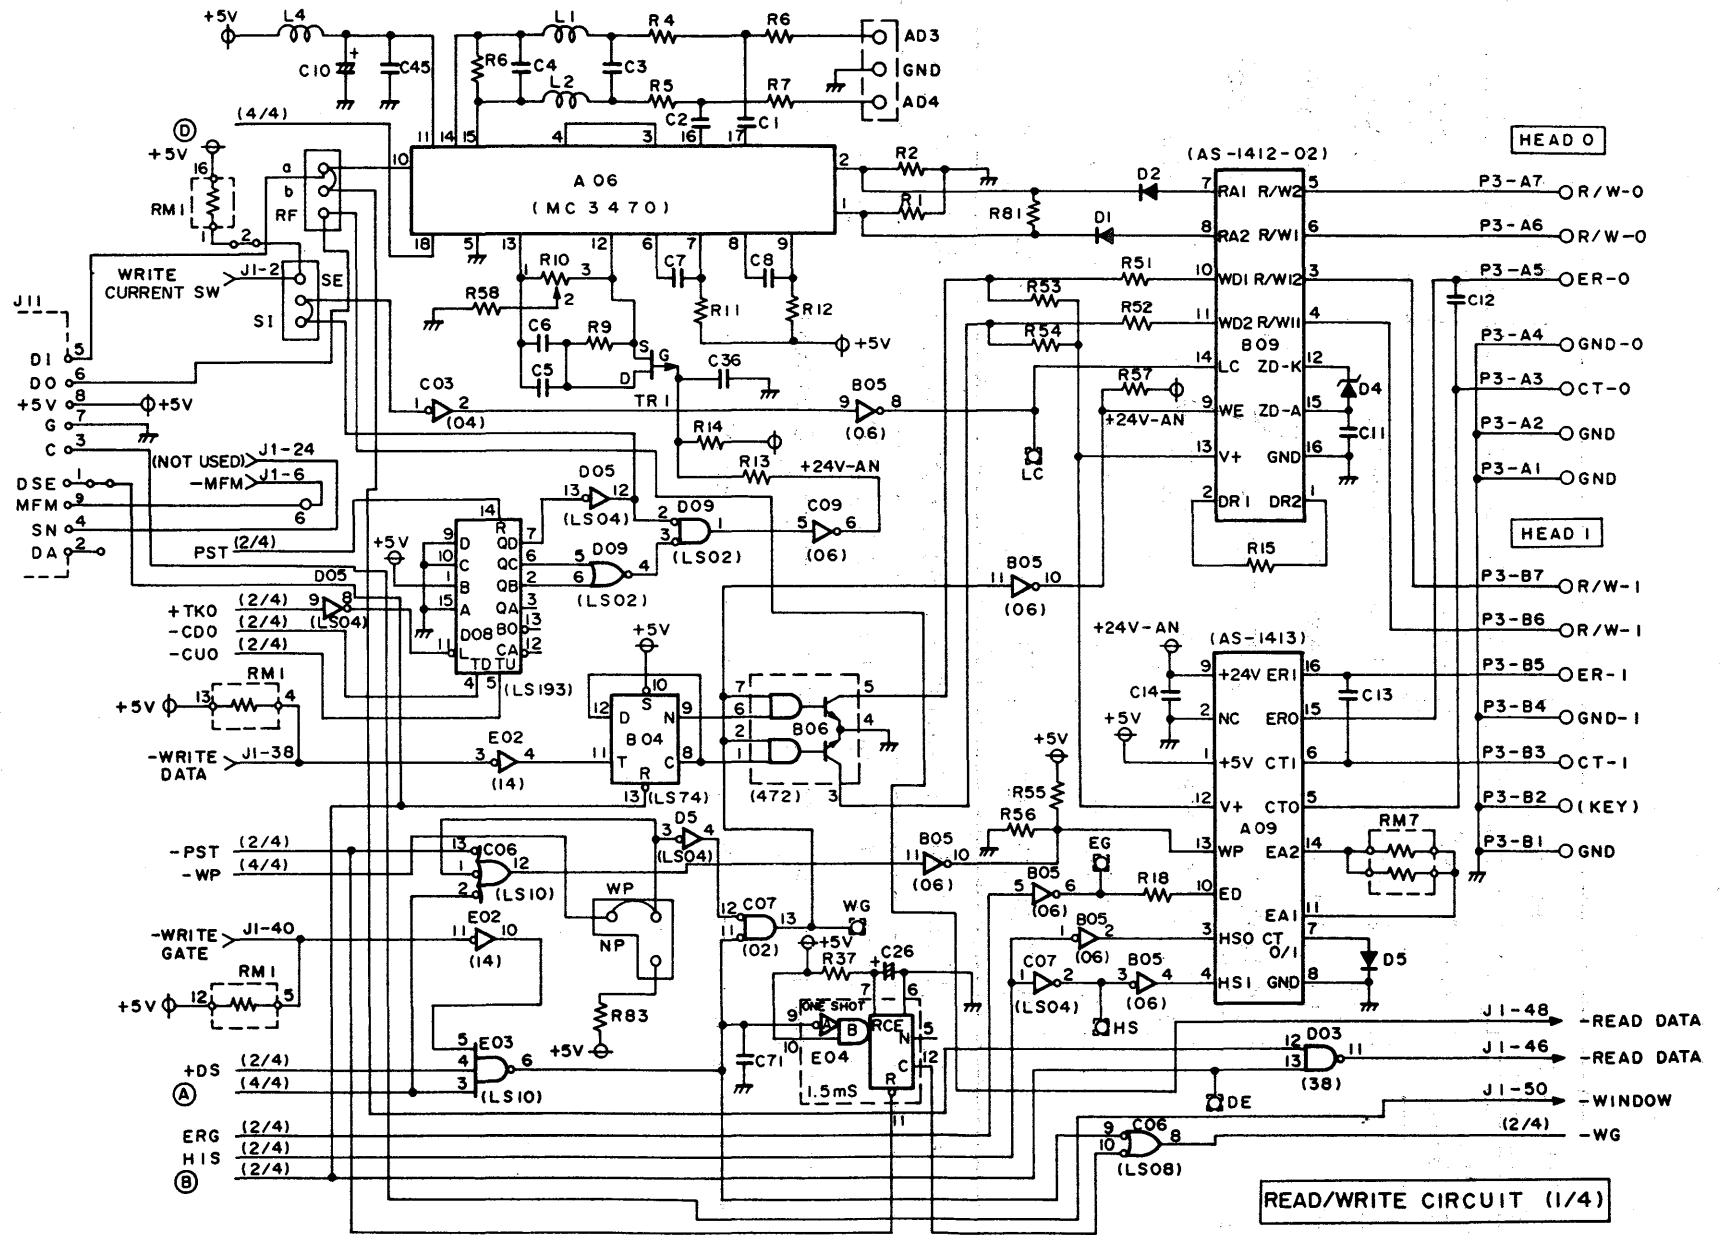 +5V
L4
C10
+
C45
L1
R6
C4
L2
C3
R4
R5
R6
R7
C2
C1
AD3
GND
AD4
(4/4)
11
14
15
4
3
16
17
D
+5V
16
RM1
1
2
a
b
RF
10
A06
(MC3470)
2
1
18
5
13
12
6
7
8
9
R2
R1
R81
D2
D1
WRITE
CURRENT SW
J1-2
SE
SI
R58
1
R10
3
2
C7
C8
R11
R12
+5V
C6
R9
C5
S
G
D
TR1
C36
R14
R13
+24V-AN
J11
DI
5
DO
6
+5V
8
+5V
G
7
C
3
DSE
1
MFM
9
SN
4
DA
2
(NOT USED)
J1-24
-MFM
J1-6
6
C03
1
2
(04)
B05
9
8
(06)
LC
PST
(2/4)
+5V
+TK0
(2/4)
-CD0
(2/4)
-CU0
(2/4)
D05
9
8
(LS04)
14
R
9
D
10
C
1
B
15
A
11
L
D08
TD
TU
4
5
(LS193)
QD
7
QC
6
QB
2
QA
3
BO
13
CA
12
D05
13
12
(LS04)
D09
5
6
4
(LS02)
D09
2
3
1
(LS02)
C09
5
6
(06)
RM1
+5V
13
4
-WRITE
DATA
J1-38
E02
3
4
(14)
+5V
10
S
12
D
N
9
B04
11
T
C
8
R
13
(LS74)
7
6
2
1
B06
5
4
3
(472)
-PST
(2/4)
-WP
(4/4)
13
1
2
C06
12
(LS10)
D5
3
4
(LS04)
WP
NP
R83
+5V
-WRITE
GATE
J1-40
E02
11
10
(14)
RM1
+5V
12
5
+DS
(2/4)
A
(4/4)
5
4
3
E03
6
(LS10)
C07
12
11
13
(02)
WG
+5V
R37
+
C26
7
6
ONE SHOT
9
10
A
B
E04
RCE
N
5
C
12
R
11
1.5mS
C71
ERG
(2/4)
HIS
(2/4)
B
(2/4)
(AS-1412-02)
7
RA1
R/W2
5
8
RA2
R/W1
6
10
WD1
R/W12
3
11
WD2
R/W11
4
B09
14
LC
ZD-K
12
9
WE
ZD-A
15
13
V+
GND
16
2
DR1
DR2
1
R51
R53
R52
R54
R57
+24V-AN
D4
C11
R15
B05
11
10
(06)
+24V-AN
(AS-1413)
9
+24V
ER1
16
2
NC
ER0
15
1
+5V
CT1
6
12
V+
CT0
5
A09
13
WP
EA2
14
10
ED
EA1
11
3
HS0
CT
0/1
7
4
HS1
GND
8
C14
+5V
C13
C12
RM7
D5
+5V
R55
R56
B05
11
10
(06)
EG
B05
5
6
(06)
R18
B05
1
2
(06)
C07
1
2
(LS04)
B05
3
4
(06)
HS
DE
D03
12
13
11
(38)
C06
9
10
8
(LS08)
HEAD 0
P3-A7
R/W-0
P3-A6
R/W-0
P3-A5
ER-0
P3-A4
GND-0
P3-A3
CT-0
P3-A2
GND
P3-A1
GND
HEAD 1
P3-B7
R/W-1
P3-B6
R/W-1
P3-B5
ER-1
P3-B4
GND-1
P3-B3
CT-1
P3-B2
(KEY)
P3-B1
GND
J1-48
-READ DATA
J1-46
-READ DATA
J1-50
-WINDOW
(2/4)
-WG
READ/WRITE CIRCUIT (1/4)